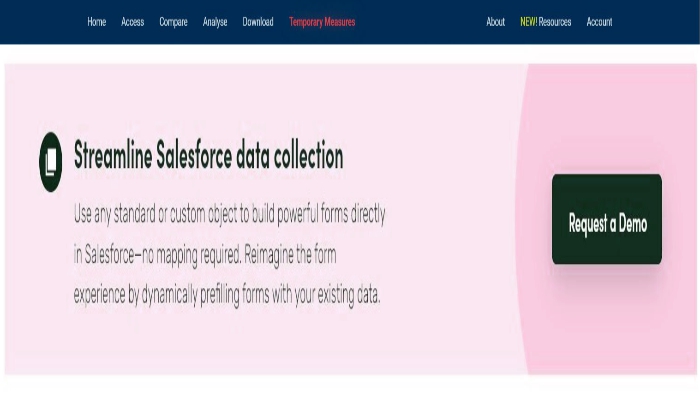 Home Access Compare Analyse Download Temporary Measures About NEW! Resources Account
Streamline Salesforce data collection
Use any standard or custom object to build powerful forms directly
in Salesforce—no mapping required. Reimagine the form
experience by dynamically prefilling forms with your existing data.
Request a Demo